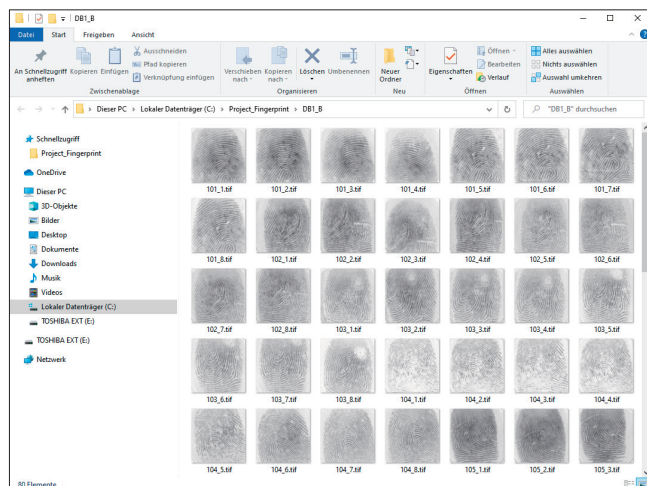 DB1_B
Datei Start Freigeben Ansicht
An Schnellzugriff anheften
Kopieren
Einfügen
Ausschneiden
Pfad kopieren
Verknüpfung einfügen
Zwischenablage
Verschieben nach
Kopieren nach
Löschen
Umbenennen
Organisieren
Neuer Ordner
Neu
Eigenschaften
Öffnen
Bearbeiten
Verlauf
Öffnen
Alles auswählen
Nichts auswählen
Auswahl umkehren
Auswählen
Dieser PC › Lokaler Datenträger (C:) › Project_Fingerprint › DB1_B
"DB1_B" durchsuchen
Schnellzugriff
Project_Fingerprint
OneDrive
Dieser PC
3D-Objekte
Bilder
Desktop
Dokumente
Downloads
Musik
Videos
Lokaler Datenträger (C:)
TOSHIBA EXT (E:)
TOSHIBA EXT (E:)
Netzwerk
101_1.tif 101_2.tif 101_3.tif 101_4.tif 101_5.tif 101_6.tif 101_7.tif
101_8.tif 102_1.tif 102_2.tif 102_3.tif 102_4.tif 102_5.tif 102_6.tif
102_7.tif 102_8.tif 103_1.tif 103_2.tif 103_3.tif 103_4.tif 103_5.tif
103_6.tif 103_7.tif 103_8.tif 104_1.tif 104_2.tif 104_3.tif 104_4.tif
104_5.tif 104_6.tif 104_7.tif 104_8.tif 105_1.tif 105_2.tif 105_3.tif
80 Elemente